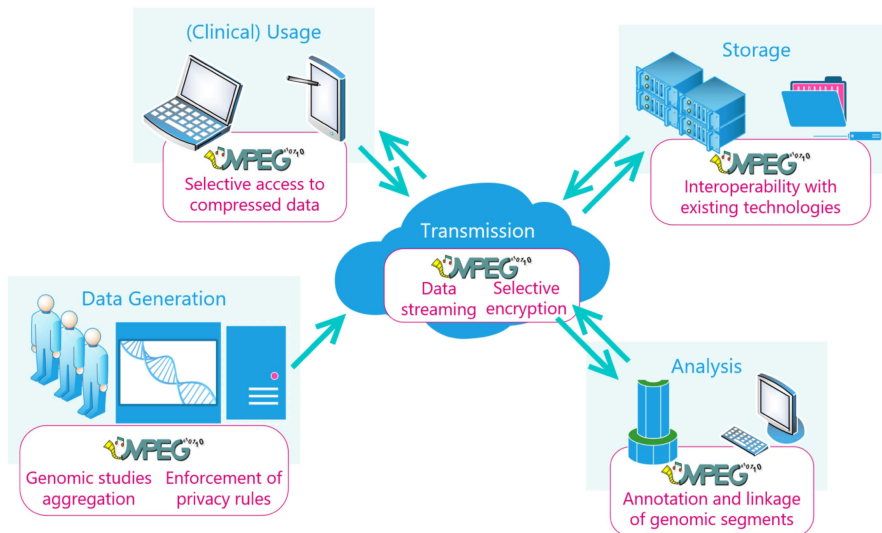 (Clinical) Usage
MPEG
Selective access to
compressed data
Storage
MPEG
Interoperability with
existing technologies
Transmission
MPEG
Data
streaming
Selective
encryption
Data Generation
MPEG
Genomic studies
aggregation
Enforcement of
privacy rules
Analysis
MPEG
Annotation and linkage
of genomic segments